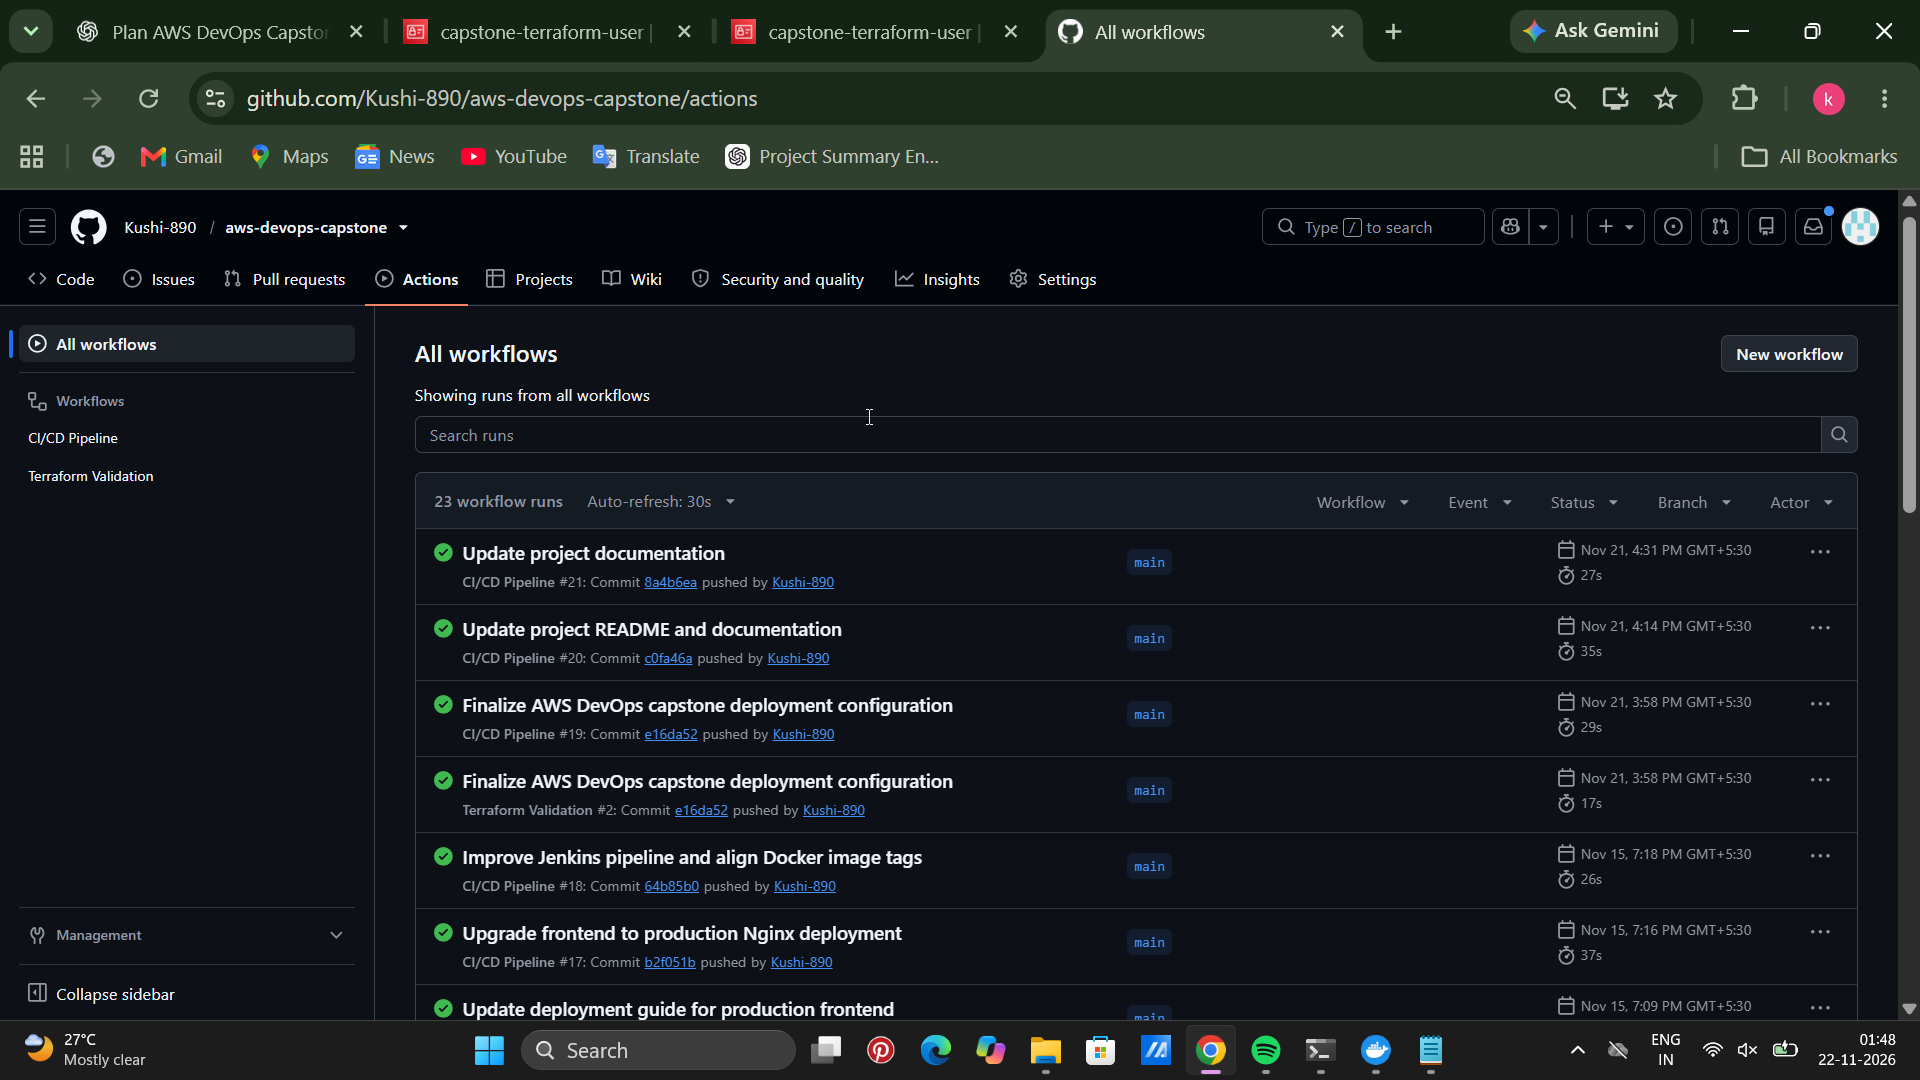 Plan AWS DevOps Capstor
capstone-terraform-user |
capstone-terraform-user |
All workflows
Ask Gemini
github.com/Kushi-890/aws-devops-capstone/actions
k
Gmail
Maps
News
YouTube
Translate
Project Summary En...
All Bookmarks
Kushi-890 / aws-devops-capstone
Type / to search
Code
Issues
Pull requests
Actions
Projects
Wiki
Security and quality
Insights
Settings
All workflows
Workflows
CI/CD Pipeline
Terraform Validation
Management
Collapse sidebar
All workflows
New workflow
Showing runs from all workflows
Search runs
23 workflow runs
Auto-refresh: 30s
Workflow
Event
Status
Branch
Actor
Update project documentation
CI/CD Pipeline #21: Commit 8a4b6ea pushed by Kushi-890
main
Nov 21, 4:31 PM GMT+5:30
27s
Update project README and documentation
CI/CD Pipeline #20: Commit c0fa46a pushed by Kushi-890
main
Nov 21, 4:14 PM GMT+5:30
35s
Finalize AWS DevOps capstone deployment configuration
CI/CD Pipeline #19: Commit e16da52 pushed by Kushi-890
main
Nov 21, 3:58 PM GMT+5:30
29s
Finalize AWS DevOps capstone deployment configuration
Terraform Validation #2: Commit e16da52 pushed by Kushi-890
main
Nov 21, 3:58 PM GMT+5:30
17s
Improve Jenkins pipeline and align Docker image tags
CI/CD Pipeline #18: Commit 64b85b0 pushed by Kushi-890
main
Nov 15, 7:18 PM GMT+5:30
26s
Upgrade frontend to production Nginx deployment
CI/CD Pipeline #17: Commit b2f051b pushed by Kushi-890
main
Nov 15, 7:16 PM GMT+5:30
37s
Update deployment guide for production frontend
main
Nov 15, 7:09 PM GMT+5:30
27°C
Mostly clear
Search
ENG
IN
01:48
22-11-2026